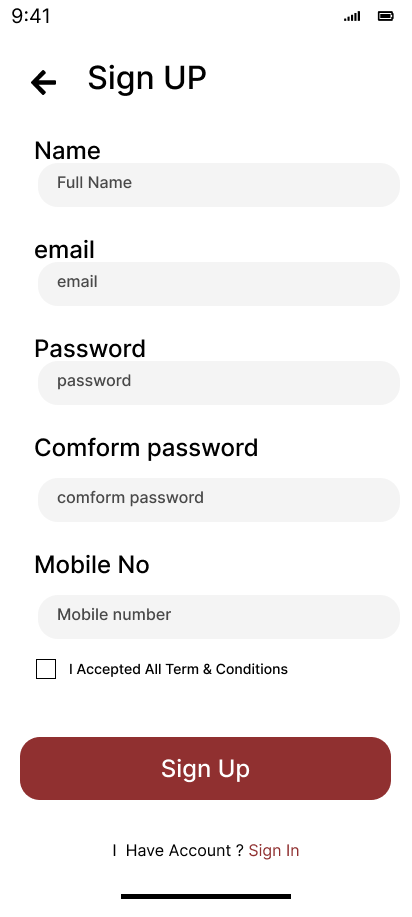 9:41
Sign UP
Name
Full Name
email
email
Password
password
Comform password
comform password
Mobile No
Mobile number
I Accepted All Term & Conditions
Sign Up
I Have Account ? Sign In